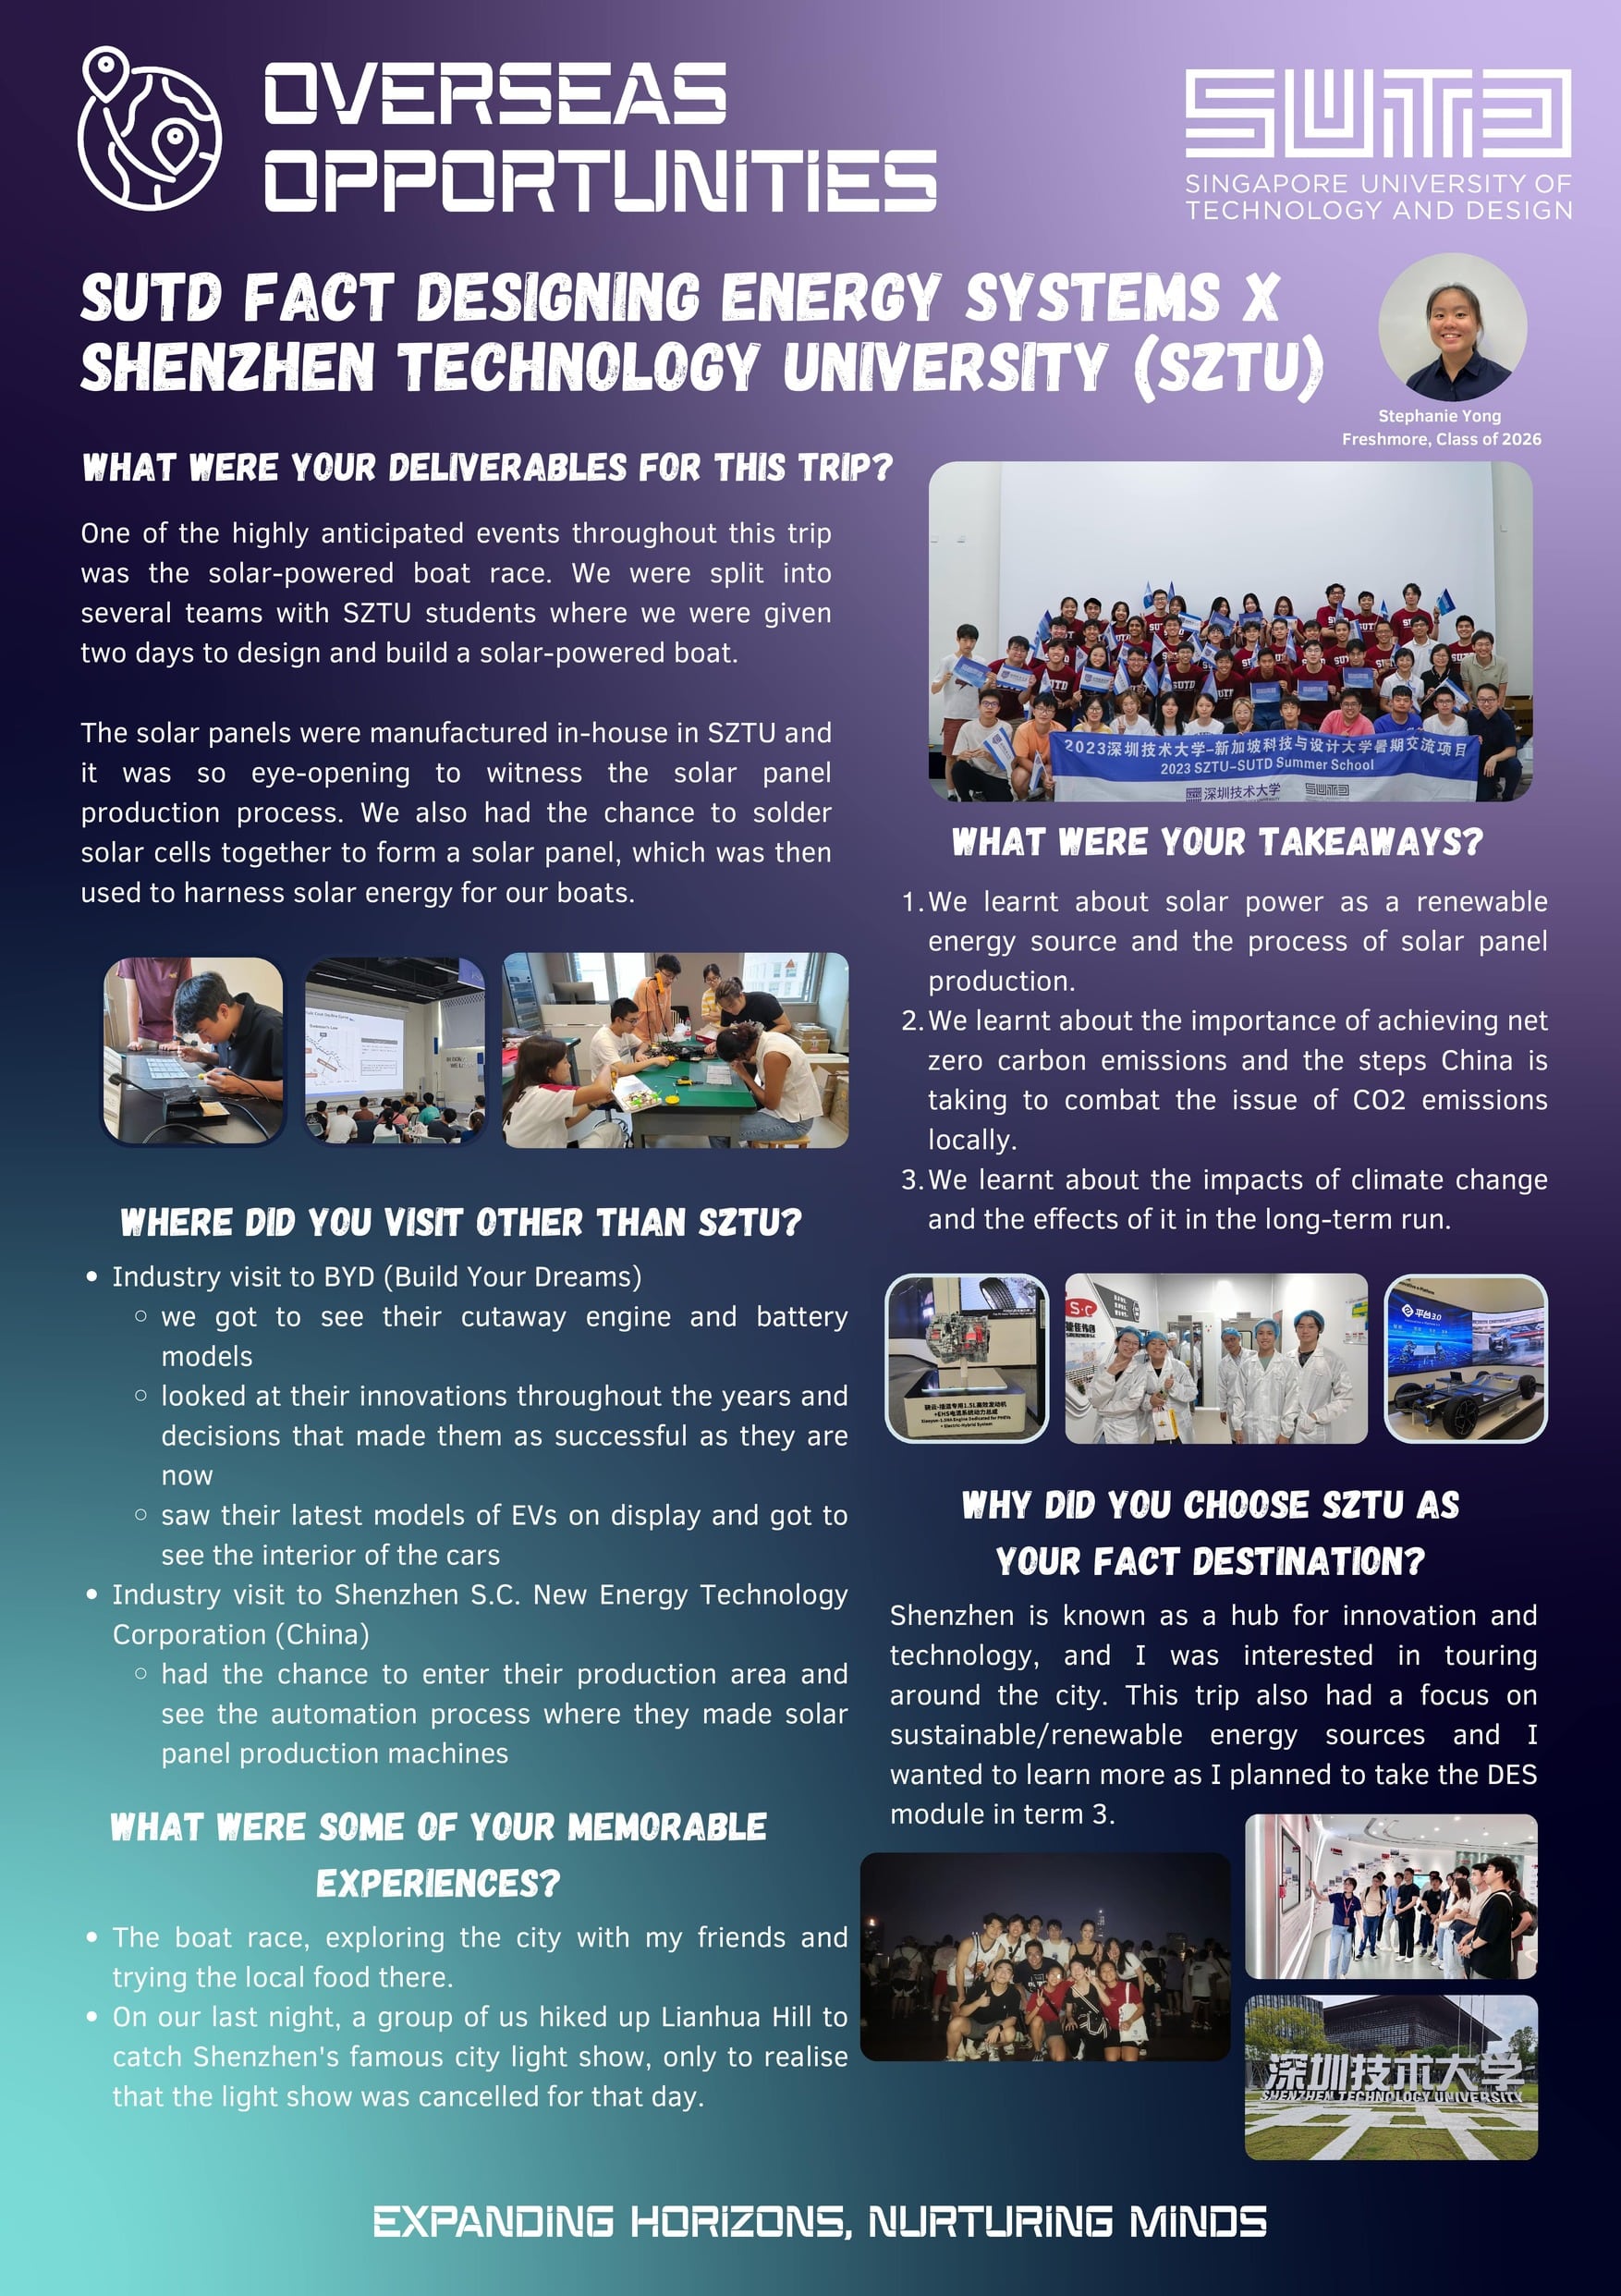 OVERSEAS
OPPORTUNITIES
SUTD
SINGAPORE UNIVERSITY OF
TECHNOLOGY AND DESIGN
SUTD FACT DESIGNING ENERGY SYSTEMS X
SHENZHEN TECHNOLOGY UNIVERSITY (SZTU)
Stephanie Yong
Freshmore, Class of 2026
WHAT WERE YOUR DELIVERABLES FOR THIS TRIP?
One of the highly anticipated events throughout this trip
was the solar-powered boat race. We were split into
several teams with SZTU students where we were given
two days to design and build a solar-powered boat.
The solar panels were manufactured in-house in SZTU and
it was so eye-opening to witness the solar panel
production process. We also had the chance to solder
solar cells together to form a solar panel, which was then
used to harness solar energy for our boats.
WHERE DID YOU VISIT OTHER THAN SZTU?
• Industry visit to BYD (Build Your Dreams)
◦ we got to see their cutaway engine and battery
models
◦ looked at their innovations throughout the years and
decisions that made them as successful as they are
now
◦ saw their latest models of EVs on display and got to
see the interior of the cars
• Industry visit to Shenzhen S.C. New Energy Technology
Corporation (China)
◦ had the chance to enter their production area and
see the automation process where they made solar
panel production machines
WHAT WERE SOME OF YOUR MEMORABLE
EXPERIENCES?
• The boat race, exploring the city with my friends and
trying the local food there.
• On our last night, a group of us hiked up Lianhua Hill to
catch Shenzhen's famous city light show, only to realise
that the light show was cancelled for that day.
SUTD
2023深圳技术大学-新加坡科技与设计大学暑期交流项目
2023 SZTU-SUTD Summer School
深圳技术大学
SUTD
WHAT WERE YOUR TAKEAWAYS?
1. We learnt about solar power as a renewable
energy source and the process of solar panel
production.
2. We learnt about the importance of achieving net
zero carbon emissions and the steps China is
taking to combat the issue of CO2 emissions
locally.
3. We learnt about the impacts of climate change
and the effects of it in the long-term run.
S.C
平台3.0
WHY DID YOU CHOOSE SZTU AS
YOUR FACT DESTINATION?
Shenzhen is known as a hub for innovation and
technology, and I was interested in touring
around the city. This trip also had a focus on
sustainable/renewable energy sources and I
wanted to learn more as I planned to take the DES
module in term 3.
深圳技术大学
SHENZHEN TECHNOLOGY UNIVERSITY
EXPANDING HORIZONS, NURTURING MINDS